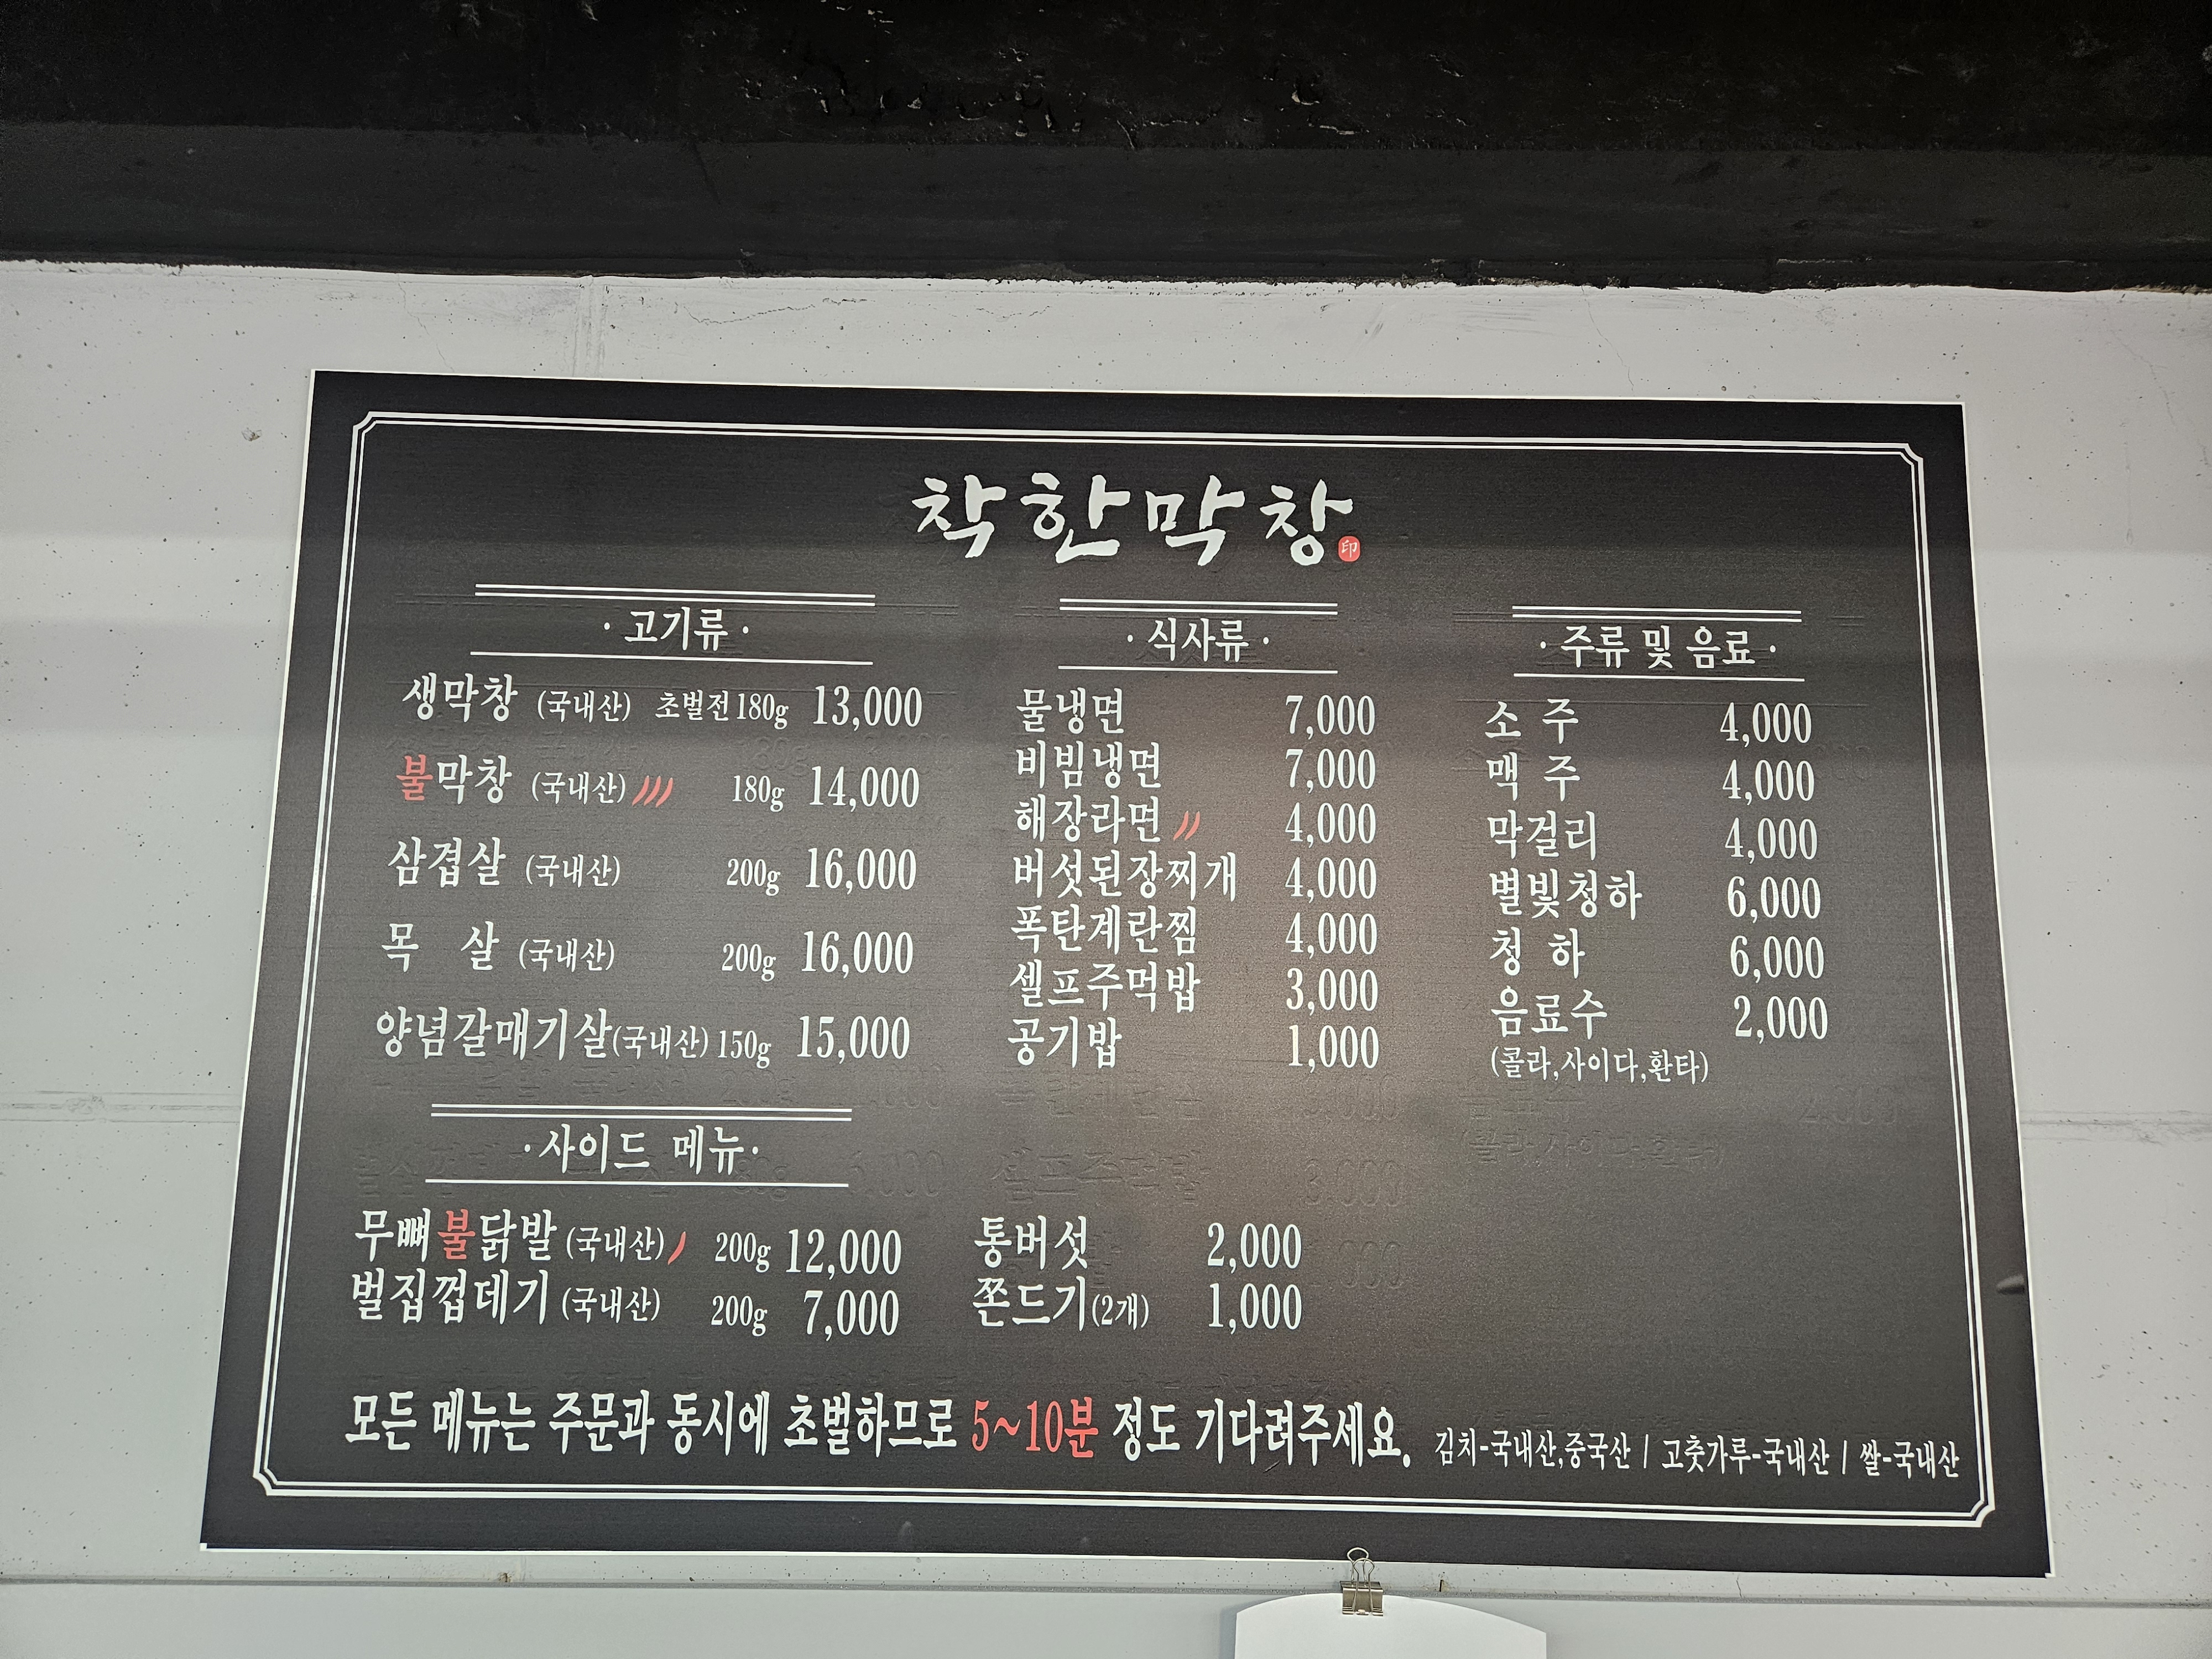 착한막창
印
· 고기류 ·
생막창 (국내산) 초벌전 180g 13,000
불막창 (국내산) 180g 14,000
삼겹살 (국내산) 200g 16,000
목 살 (국내산) 200g 16,000
양념갈매기살(국내산) 150g 15,000
· 식사류 ·
물냉면 7,000
비빔냉면 7,000
해장라면 4,000
버섯된장찌개 4,000
폭탄계란찜 4,000
셀프주먹밥 3,000
공기밥 1,000
· 주류 및 음료 ·
소 주 4,000
맥 주 4,000
막걸리 4,000
별빛청하 6,000
청 하 6,000
음료수 2,000
(콜라,사이다,환타)
· 사이드 메뉴 ·
무뼈불닭발 (국내산) 200g 12,000
벌집껍데기 (국내산) 200g 7,000
통버섯 2,000
쫀드기(2개) 1,000
모든 메뉴는 주문과 동시에 초벌하므로 5~10분 정도 기다려주세요.
김치-국내산,중국산 / 고춧가루-국내산 / 쌀-국내산